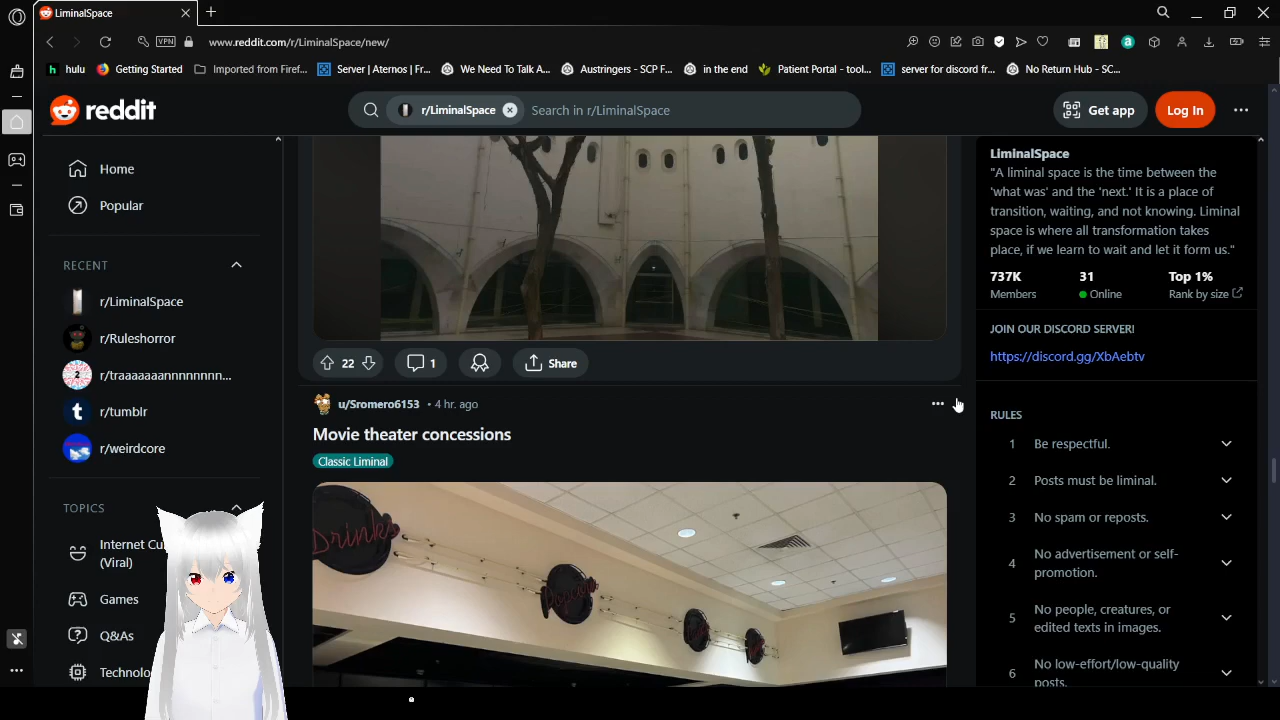 LiminalSpace
VPN
www.reddit.com/r/LiminalSpace/new/
hulu
Getting Started
Imported from Firef...
Server | Aternos | Fr...
We Need To Talk A...
Austringers - SCP F...
in the end
Patient Portal - tool...
server for discord fr...
No Return Hub - SC...
reddit
r/LiminalSpace
Search in r/LiminalSpace
Get app
Log In
Home
Popular
RECENT
r/LiminalSpace
r/Ruleshorror
r/traaaaaaannnnnnnn...
r/tumblr
r/weirdcore
TOPICS
Internet Cu
(Viral)
Games
Q&As
Technolo
22
1
Share
u/Sromero6153 • 4 hr. ago
Movie theater concessions
Classic Liminal
Drinks
Popcorn
LiminalSpace
"A liminal space is the time between the
'what was' and the 'next.' It is a place of
transition, waiting, and not knowing. Liminal
space is where all transformation takes
place, if we learn to wait and let it form us."
737K
31
Top 1%
Members
Online
Rank by size
JOIN OUR DISCORD SERVER!
https://discord.gg/XbAebtv
RULES
1 Be respectful.
2 Posts must be liminal.
3 No spam or reposts.
4 No advertisement or self-
promotion.
5 No people, creatures, or
edited texts in images.
6 No low-effort/low-quality
posts.